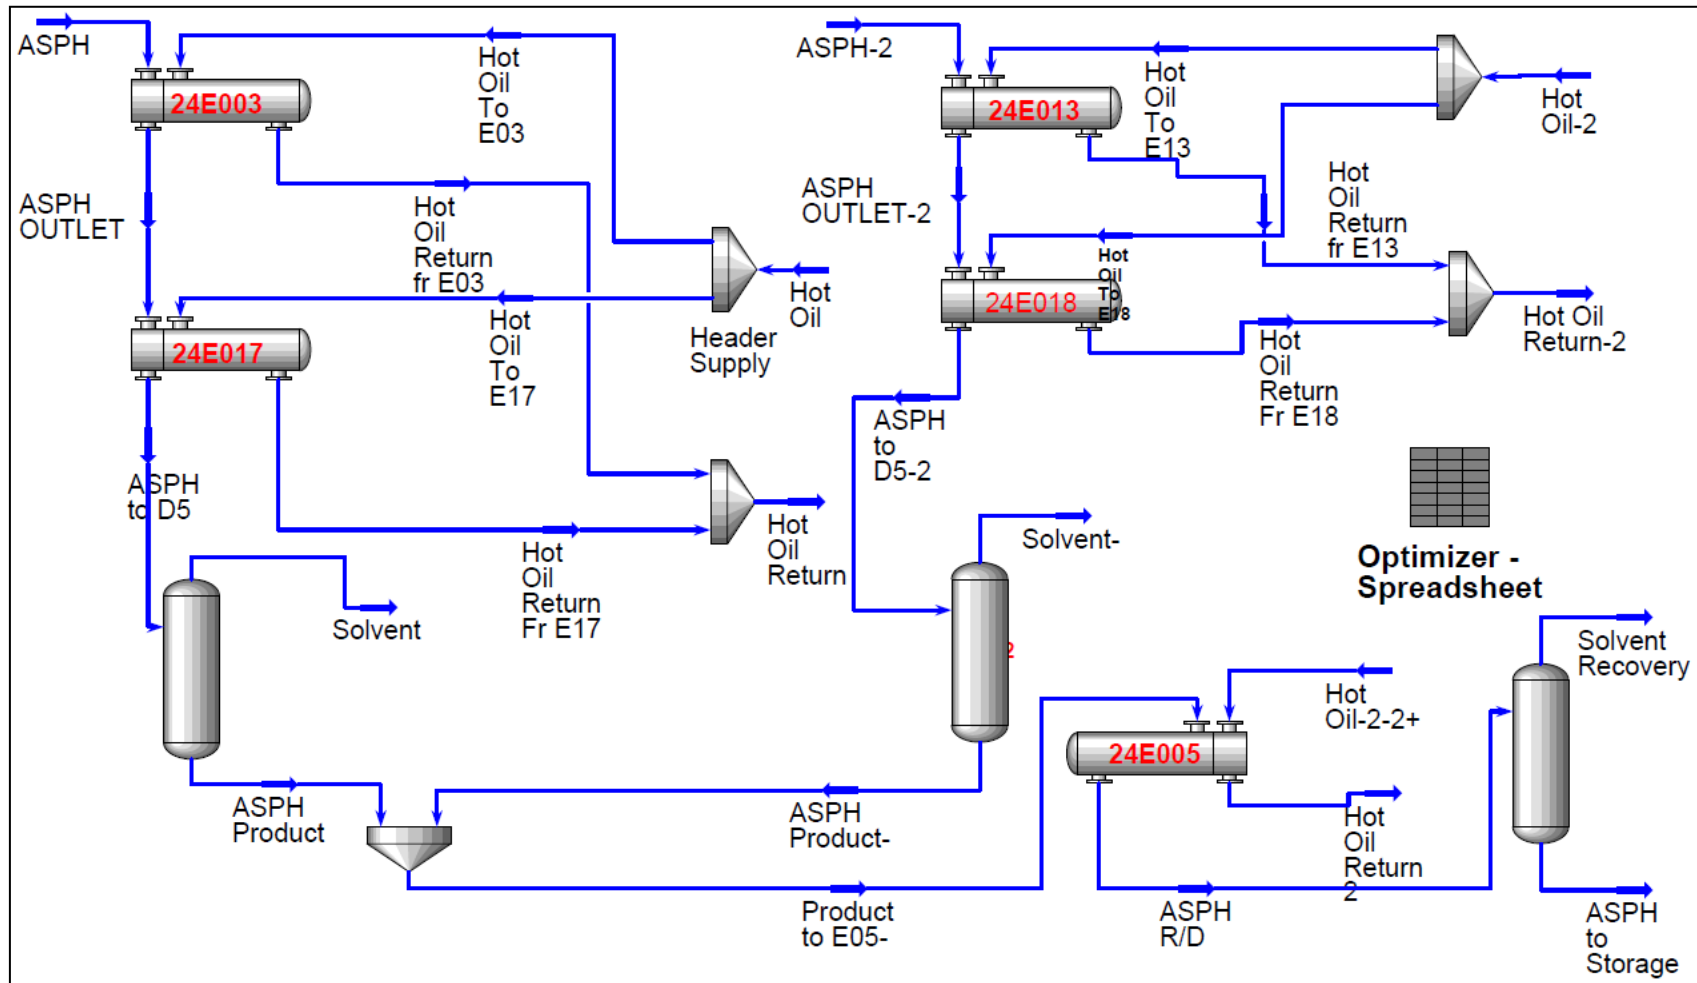 ASPH
24E003
Hot
Oil
To
E03
ASPH
OUTLET
Hot
Oil
Return
fr E03
Hot
Oil
Header
Supply
24E017
Hot
Oil
To
E17
ASPH
to D5
Hot
Oil
Return
Hot
Oil
Return
Fr E17
Solvent
ASPH
Product
ASPH-2
24E013
Hot
Oil
To
E13
Hot
Oil-2
ASPH
OUTLET-2
Hot
Oil
Return
fr E13
Hot
Oil
To
E18
24E018
Hot Oil
Return-2
Hot
Oil
Return
Fr E18
ASPH
to
D5-2
Solvent-
2
Optimizer -
Spreadsheet
Solvent
Recovery
Hot
Oil-2-2+
24E005
Hot
Oil
Return
2
ASPH
Product-
Product
to E05-
ASPH
R/D
ASPH
to
Storage